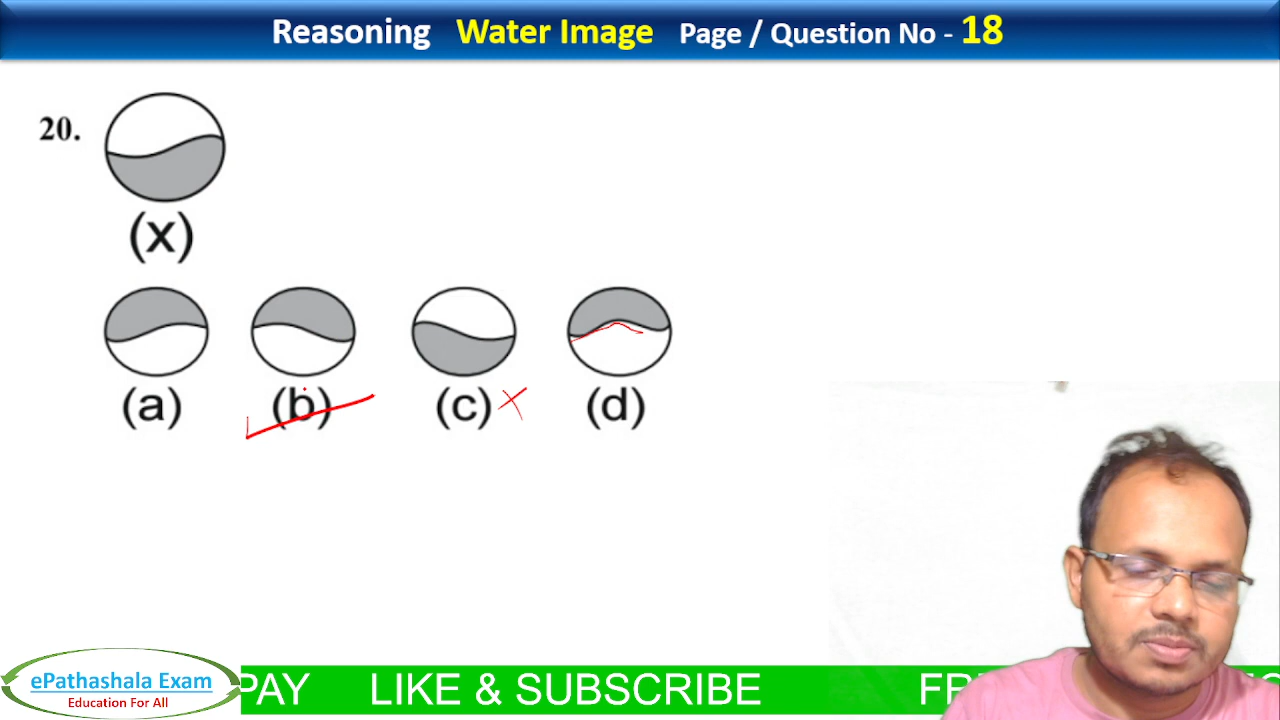 Reasoning Water Image Page / Question No - 18
20.
(x)
(a) (b) (c) (d)
ePathashala Exam
Education For All
PAY LIKE & SUBSCRIBE